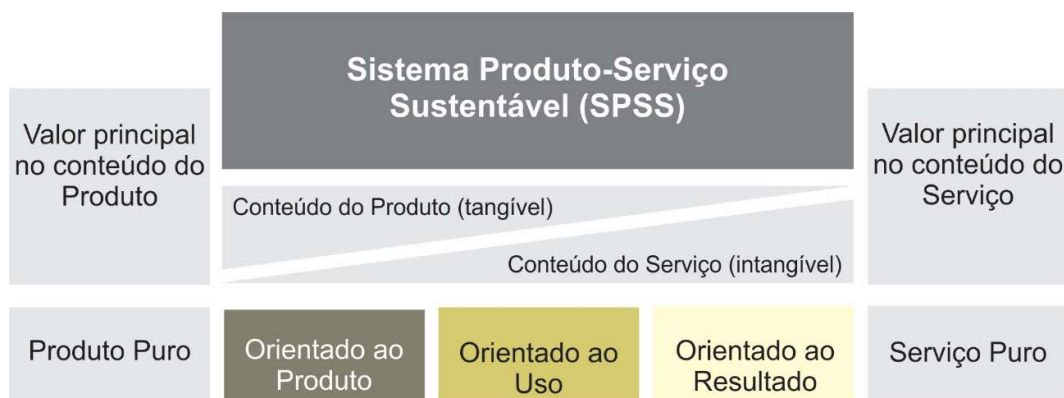 Sistema Produto-Serviço
Sustentável (SPSS)
Valor principal
no conteúdo do
Produto
Conteúdo do Produto (tangível)
Conteúdo do Serviço (intangível)
Valor principal
no conteúdo do
Serviço
Produto Puro
Orientado ao
Produto
Orientado ao
Uso
Orientado ao
Resultado
Serviço Puro